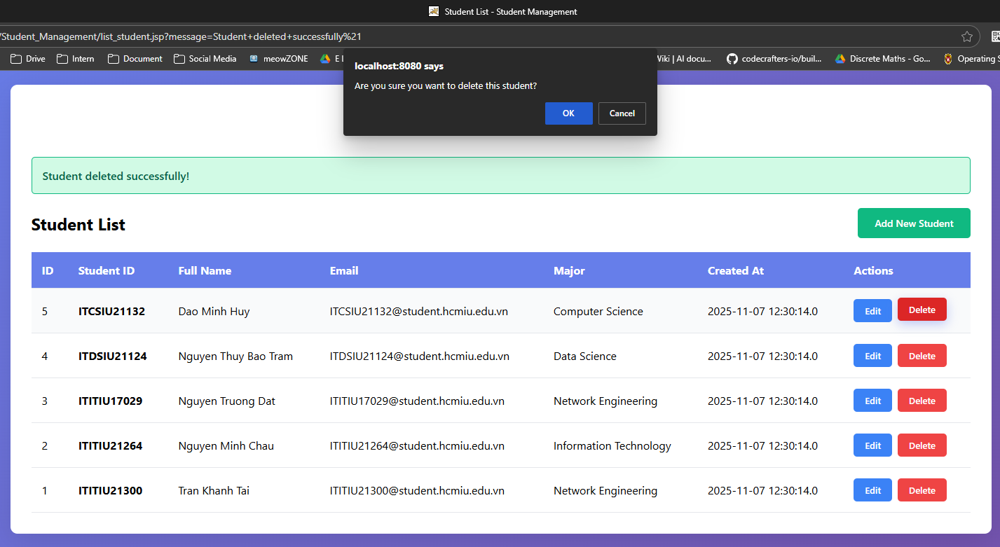 Student List - Student Management
/Student_Management/list_student.jsp?message=Student+deleted+successfully%21
Drive Intern Document Social Media meowZONE E Wiki | AI docu... codecrafters-io/buil... Discrete Maths - Go... Operating
localhost:8080 says
Are you sure you want to delete this student?
OK Cancel
Student deleted successfully!
Student List Add New Student
ID Student ID Full Name Email Major Created At Actions
5 ITCSIU21132 Dao Minh Huy ITCSIU21132@student.hcmiu.edu.vn Computer Science 2025-11-07 12:30:14.0 Edit Delete
4 ITDSIU21124 Nguyen Thuy Bao Tram ITDSIU21124@student.hcmiu.edu.vn Data Science 2025-11-07 12:30:14.0 Edit Delete
3 ITITIU17029 Nguyen Truong Dat ITITIU17029@student.hcmiu.edu.vn Network Engineering 2025-11-07 12:30:14.0 Edit Delete
2 ITITIU21264 Nguyen Minh Chau ITITIU21264@student.hcmiu.edu.vn Information Technology 2025-11-07 12:30:14.0 Edit Delete
1 ITITIU21300 Tran Khanh Tai ITITIU21300@student.hcmiu.edu.vn Network Engineering 2025-11-07 12:30:14.0 Edit Delete